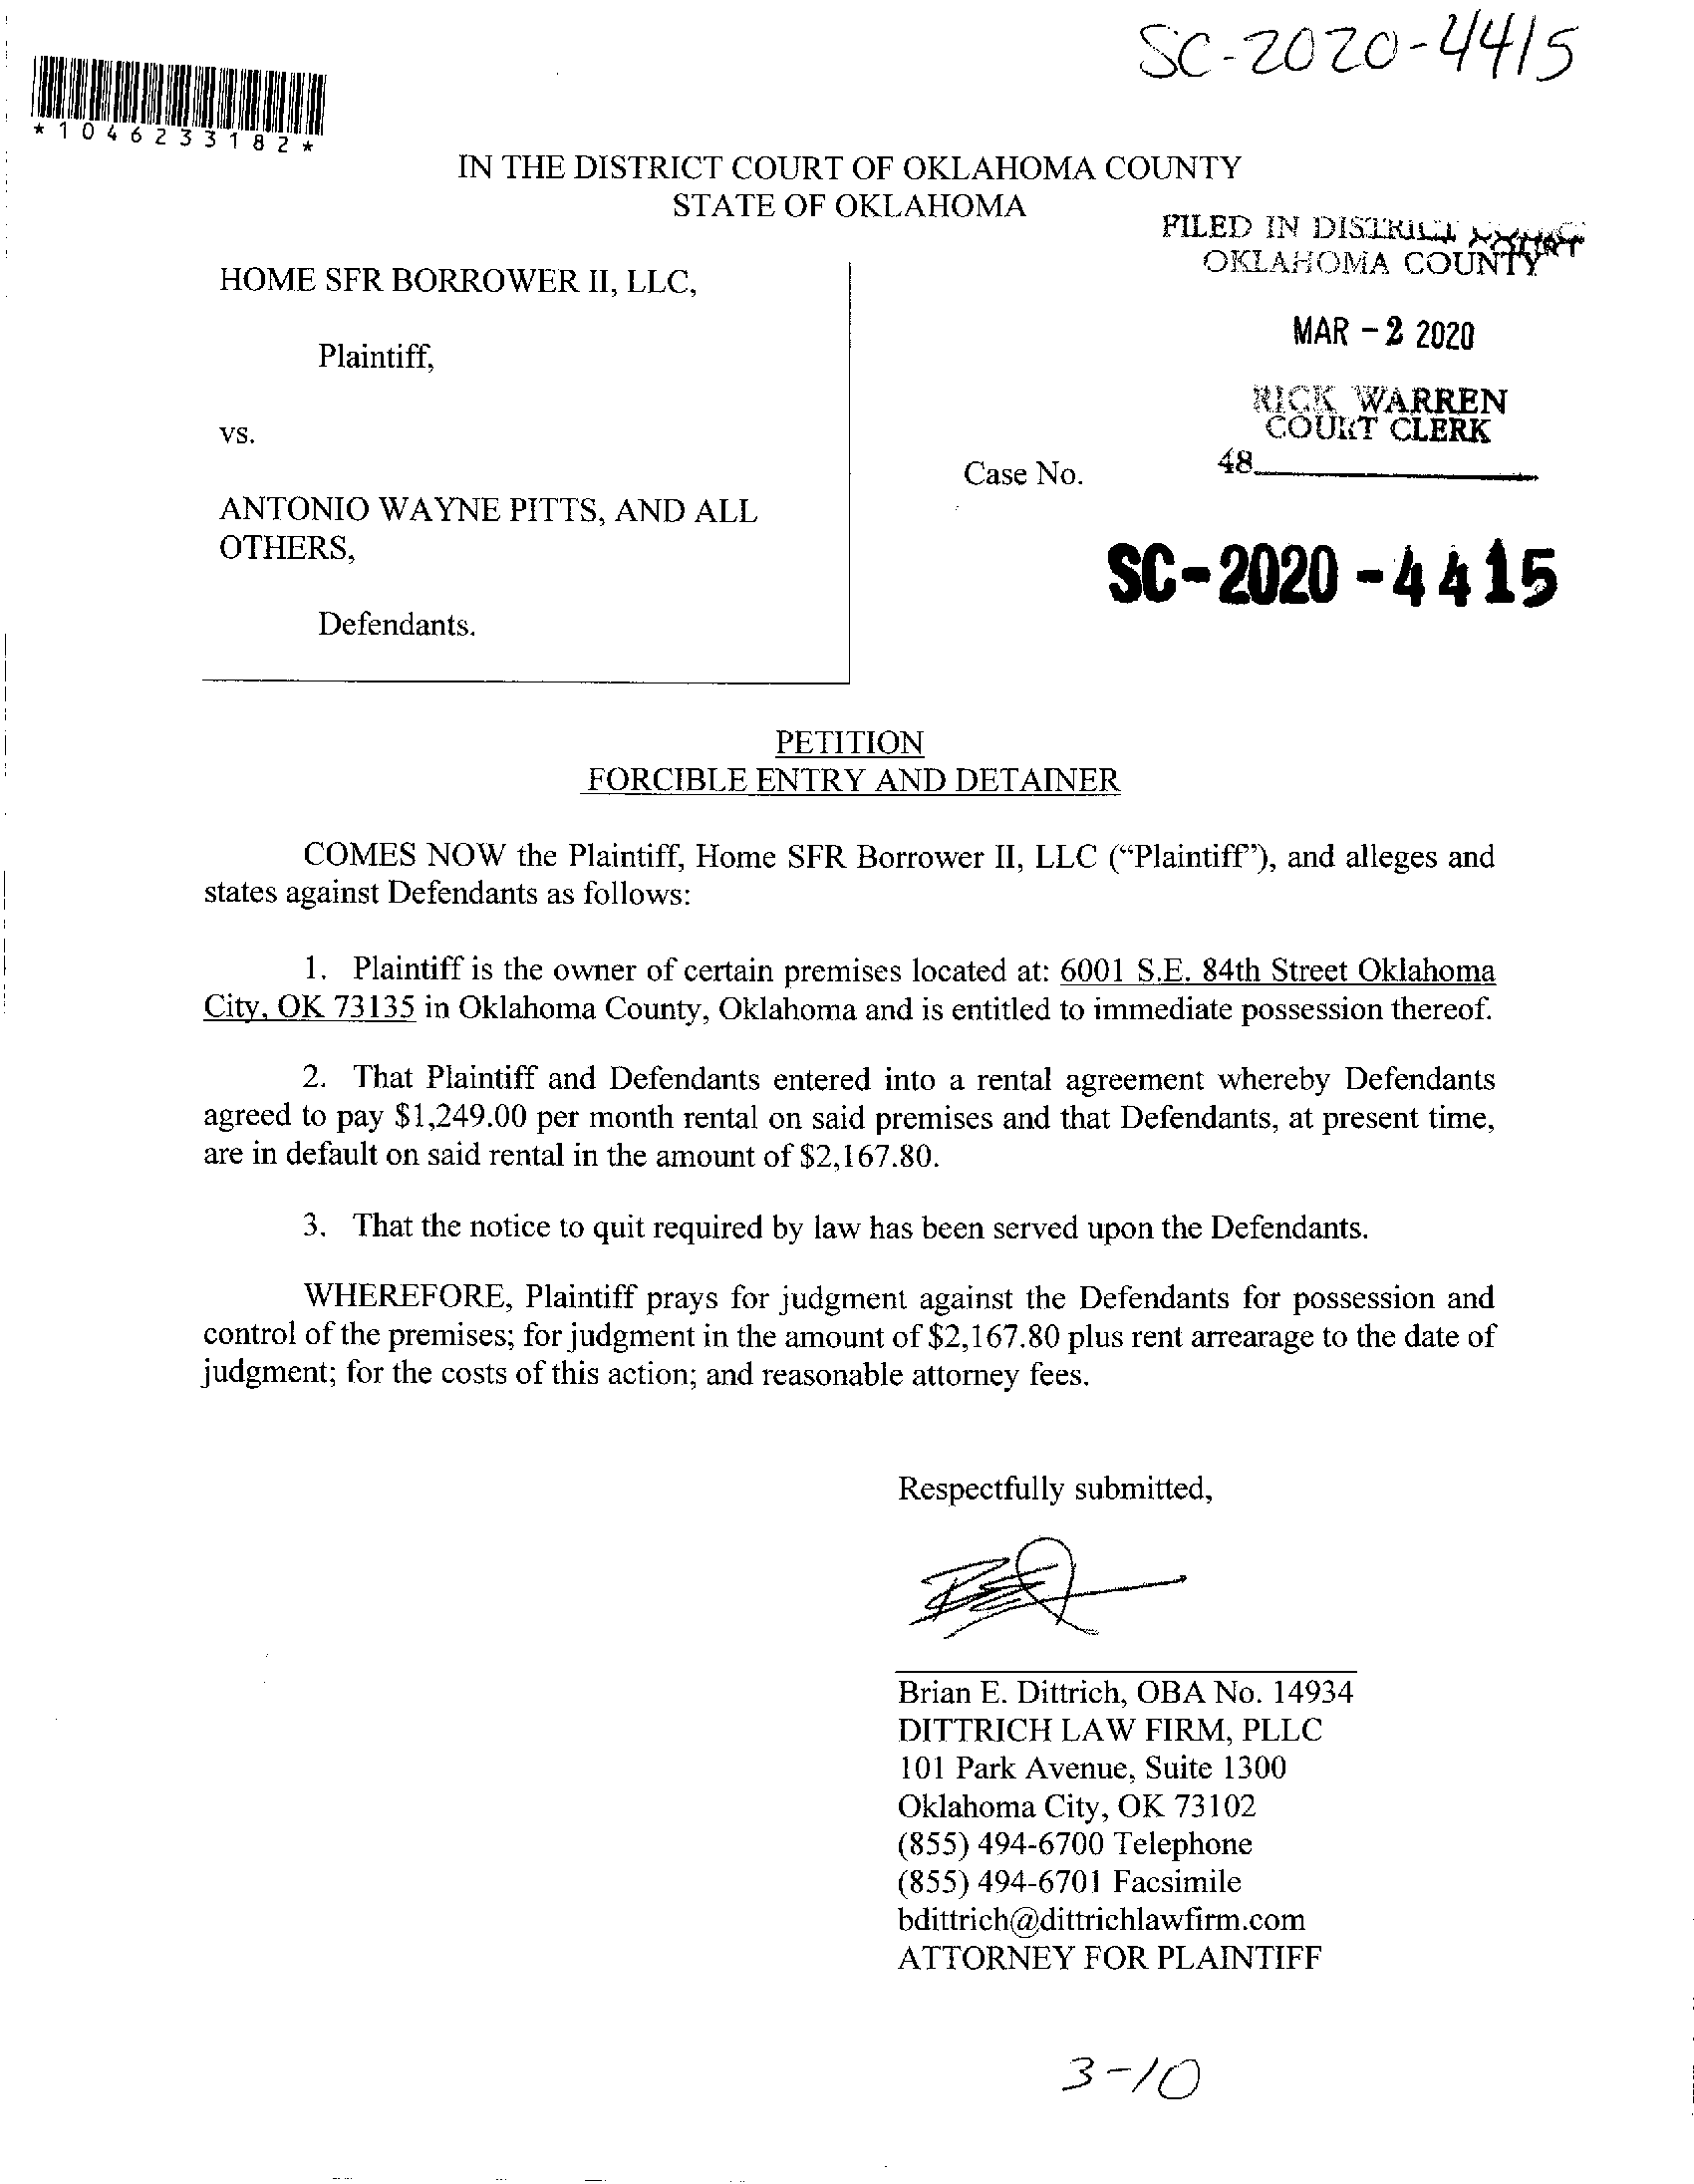 SC-2020-4415
*1046233182*
IN THE DISTRICT COURT OF OKLAHOMA COUNTY
STATE OF OKLAHOMA
FILED IN DISTRICT COURT
OKLAHOMA COUNTY
HOME SFR BORROWER II, LLC,
MAR - 2 2020
Plaintiff,
RICK WARREN
COURT CLERK
vs.
48
Case No.
ANTONIO WAYNE PITTS, AND ALL
OTHERS,
SC-2020-4415
Defendants.
PETITION
FORCIBLE ENTRY AND DETAINER
COMES NOW the Plaintiff, Home SFR Borrower II, LLC (“Plaintiff”), and alleges and
states against Defendants as follows:
1. Plaintiff is the owner of certain premises located at: 6001 S.E. 84th Street Oklahoma
City, OK 73135 in Oklahoma County, Oklahoma and is entitled to immediate possession thereof.
2. That Plaintiff and Defendants entered into a rental agreement whereby Defendants
agreed to pay $1,249.00 per month rental on said premises and that Defendants, at present time,
are in default on said rental in the amount of $2,167.80.
3. That the notice to quit required by law has been served upon the Defendants.
WHEREFORE, Plaintiff prays for judgment against the Defendants for possession and
control of the premises; for judgment in the amount of $2,167.80 plus rent arrearage to the date of
judgment; for the costs of this action; and reasonable attorney fees.
Respectfully submitted,
Brian E. Dittrich, OBA No. 14934
DITTRICH LAW FIRM, PLLC
101 Park Avenue, Suite 1300
Oklahoma City, OK 73102
(855) 494-6700 Telephone
(855) 494-6701 Facsimile
bdittrich@dittrichlawfirm.com
ATTORNEY FOR PLAINTIFF
3-10